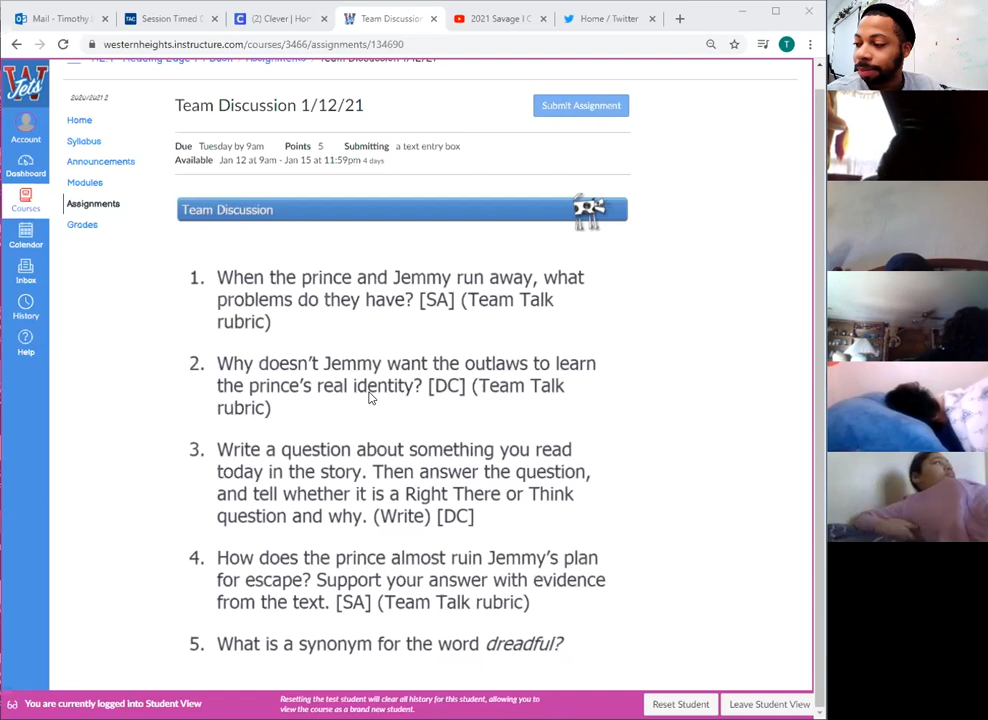 Mail - Timothy
Session Timed
(2) Clever | Hom
Team Discussion
2021 Savage I C
Home / Twitter
westernheights.instructure.com/courses/3466/assignments/134690
T
Jets
Account
Dashboard
Courses
Calendar
Inbox
History
Help
2020/2021 2
Home
Syllabus
Announcements
Modules
Assignments
Grades
Team Discussion 1/12/21
Submit Assignment
Due Tuesday by 9am Points 5 Submitting a text entry box
Available Jan 12 at 9am - Jan 15 at 11:59pm 4 days
Team Discussion
1. When the prince and Jemmy run away, what
problems do they have? [SA] (Team Talk
rubric)
2. Why doesn't Jemmy want the outlaws to learn
the prince's real identity? [DC] (Team Talk
rubric)
3. Write a question about something you read
today in the story. Then answer the question,
and tell whether it is a Right There or Think
question and why. (Write) [DC]
4. How does the prince almost ruin Jemmy's plan
for escape? Support your answer with evidence
from the text. [SA] (Team Talk rubric)
5. What is a synonym for the word dreadful?
You are currently logged into Student View
Resetting the test student will clear all history for this student, allowing you to
view the course as a brand new student.
Reset Student
Leave Student View